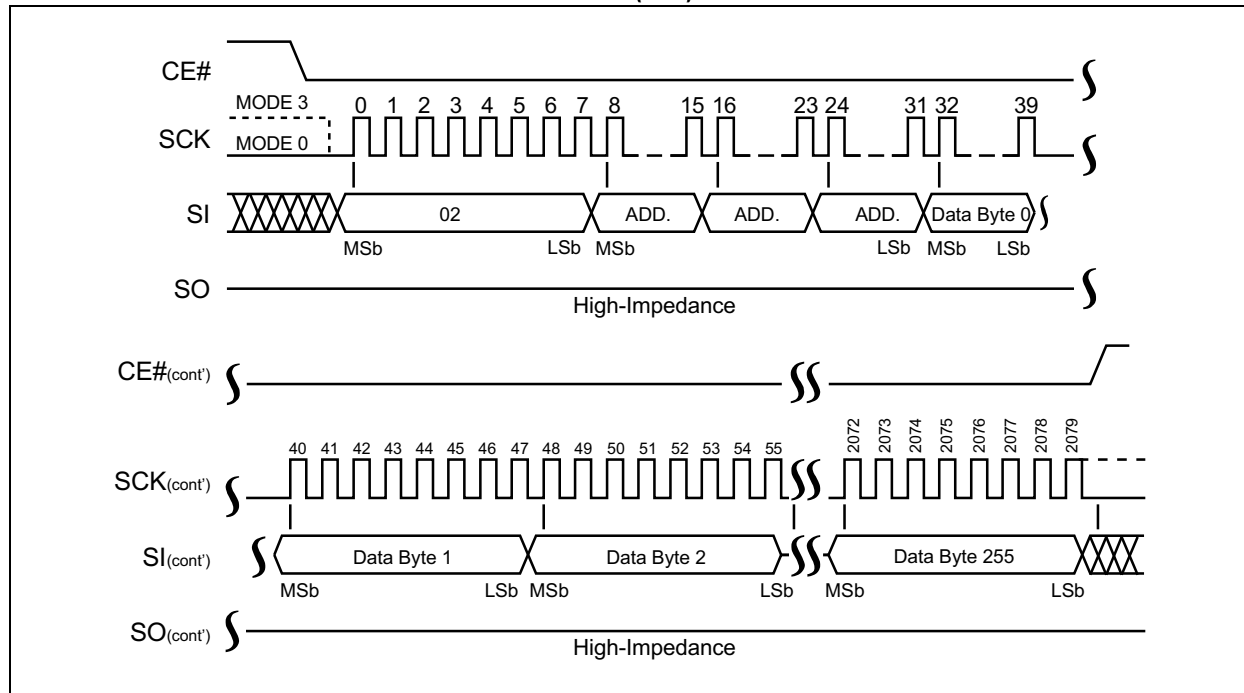 CE#
MODE 3
0 1 2 3 4 5 6 7 8 15 16 23 24 31 32 39
SCK
MODE 0
SI 02 ADD. ADD. ADD. Data Byte 0
MSb LSb MSb LSb MSb LSb
SO
High-Impedance
CE#(cont')
40 41 42 43 44 45 46 47 48 49 50 51 52 53 54 55 2072 2073 2074 2075 2076 2077 2078 2079
SCK(cont')
SI(cont') Data Byte 1 Data Byte 2 Data Byte 255
MSb LSb MSb LSb MSb LSb
SO(cont')
High-Impedance